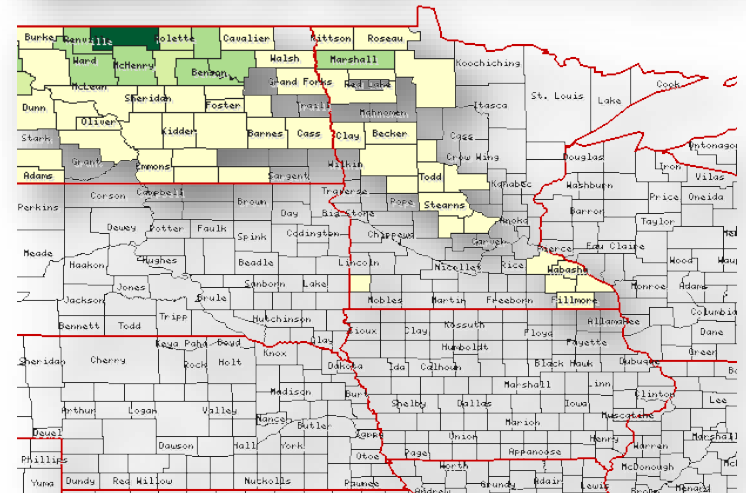 Burke
Renville
Rolette
Cavalier
Kittson
Roseau
Ward
McHenry
Walsh
Marshall
Koochiching
Benson
McLean
Grand Forks
Red Lake
St. Louis
Lake
Cook
Dunn
Sheridan
Foster
Traill
Mahnomen
Itasca
Oliver
Stark
Kidder
Barnes
Cass
Clay
Becker
Cass
Grant
Emmons
Wilkin
Crow Wing
Douglas
Iron
Vilas
Adams
Sargent
Todd
Kanabec
Washburn
Price
Oneida
Perkins
Corson
Campbell
Brown
Traverse
Pope
Stearns
Barron
Day
Big Stone
Anoka
Taylor
Dewey
Potter
Faulk
Spink
Codington
Chippewa
Carver
Pierce
Eau Claire
Meade
Haakon
Hughes
Beadle
Lincoln
Nicollet
Rice
Wabasha
Wood
Jones
Sanborn
Lake
Monroe
Adams
Jackson
Brule
Nobles
Martin
Freeborn
Fillmore
Tripp
Hutchinson
Columbia
Bennett
Todd
Clay
Sioux
Clay
Kossuth
Floyd
Allamakee
Dane
Keya Paha
Boyd
Humboldt
Fayette
Green
Sheridan
Cherry
Rock
Holt
Knox
Dakota
Ida
Calhoun
Black Hawk
Dubuque
Madison
Burt
Marshall
Linn
Clinton
Arthur
Logan
Valley
Shelby
Dallas
Iowa
Lee
Nance
Butler
Marion
Muscatine
Deuel
Dawson
Hall
York
Union
Henry
Warren
Marshall
Phillips
Otoe
Page
Appanoose
McDonough
Yuma
Dundy
Red Willow
Nuckolls
Pawnee
Worth
Grundy
Adair
Lewis
Andrew